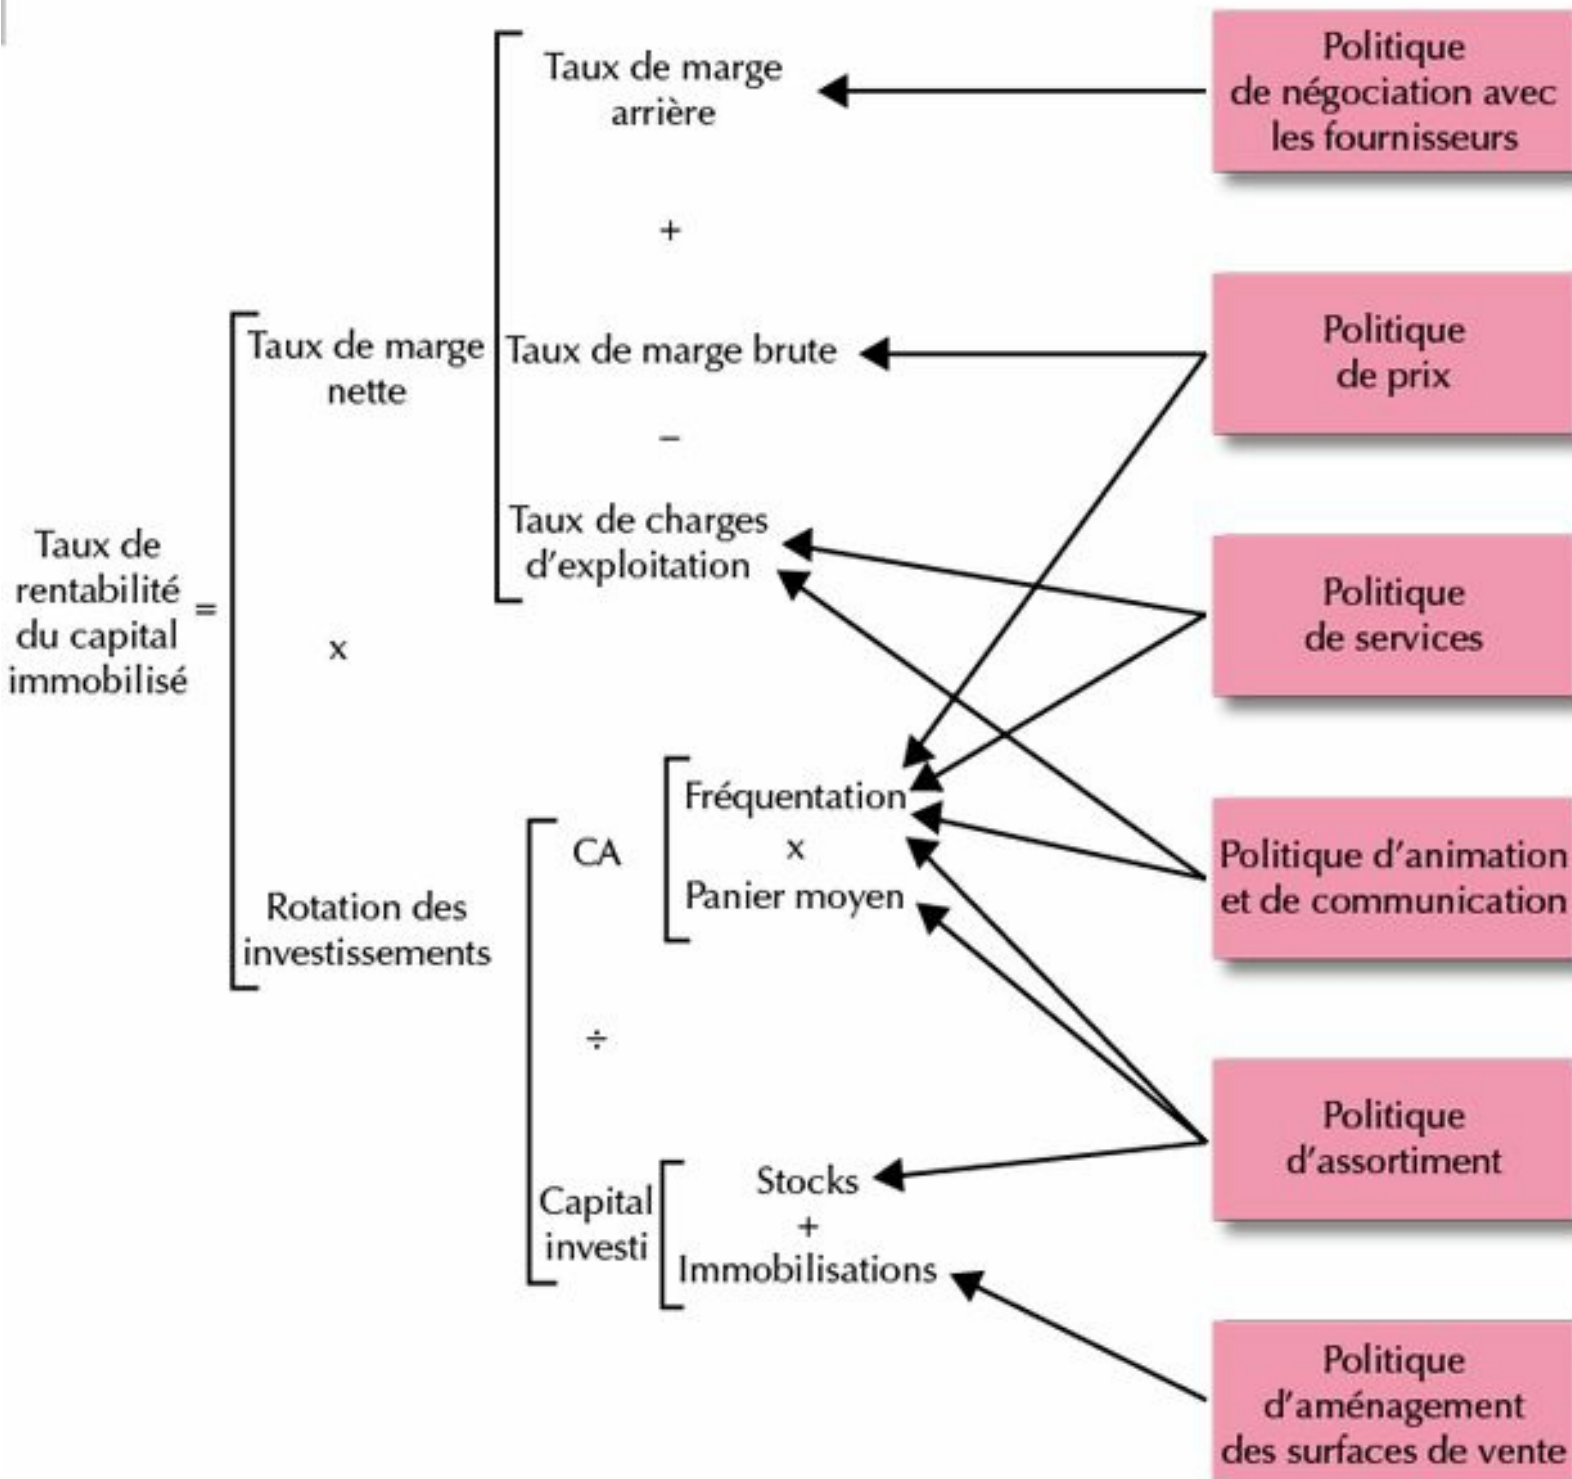 Taux de
rentabilité
du capital
immobilisé
=
Taux de marge
nette
x
Rotation des
investissements
Taux de marge
arrière
+
Taux de marge brute
–
Taux de charges
d'exploitation
CA
÷
Capital
investi
Fréquentation
x
Panier moyen
Stocks
+
Immobilisations
Politique
de négociation avec
les fournisseurs
Politique
de prix
Politique
de services
Politique d'animation
et de communication
Politique
d'assortiment
Politique
d'aménagement
des surfaces de vente